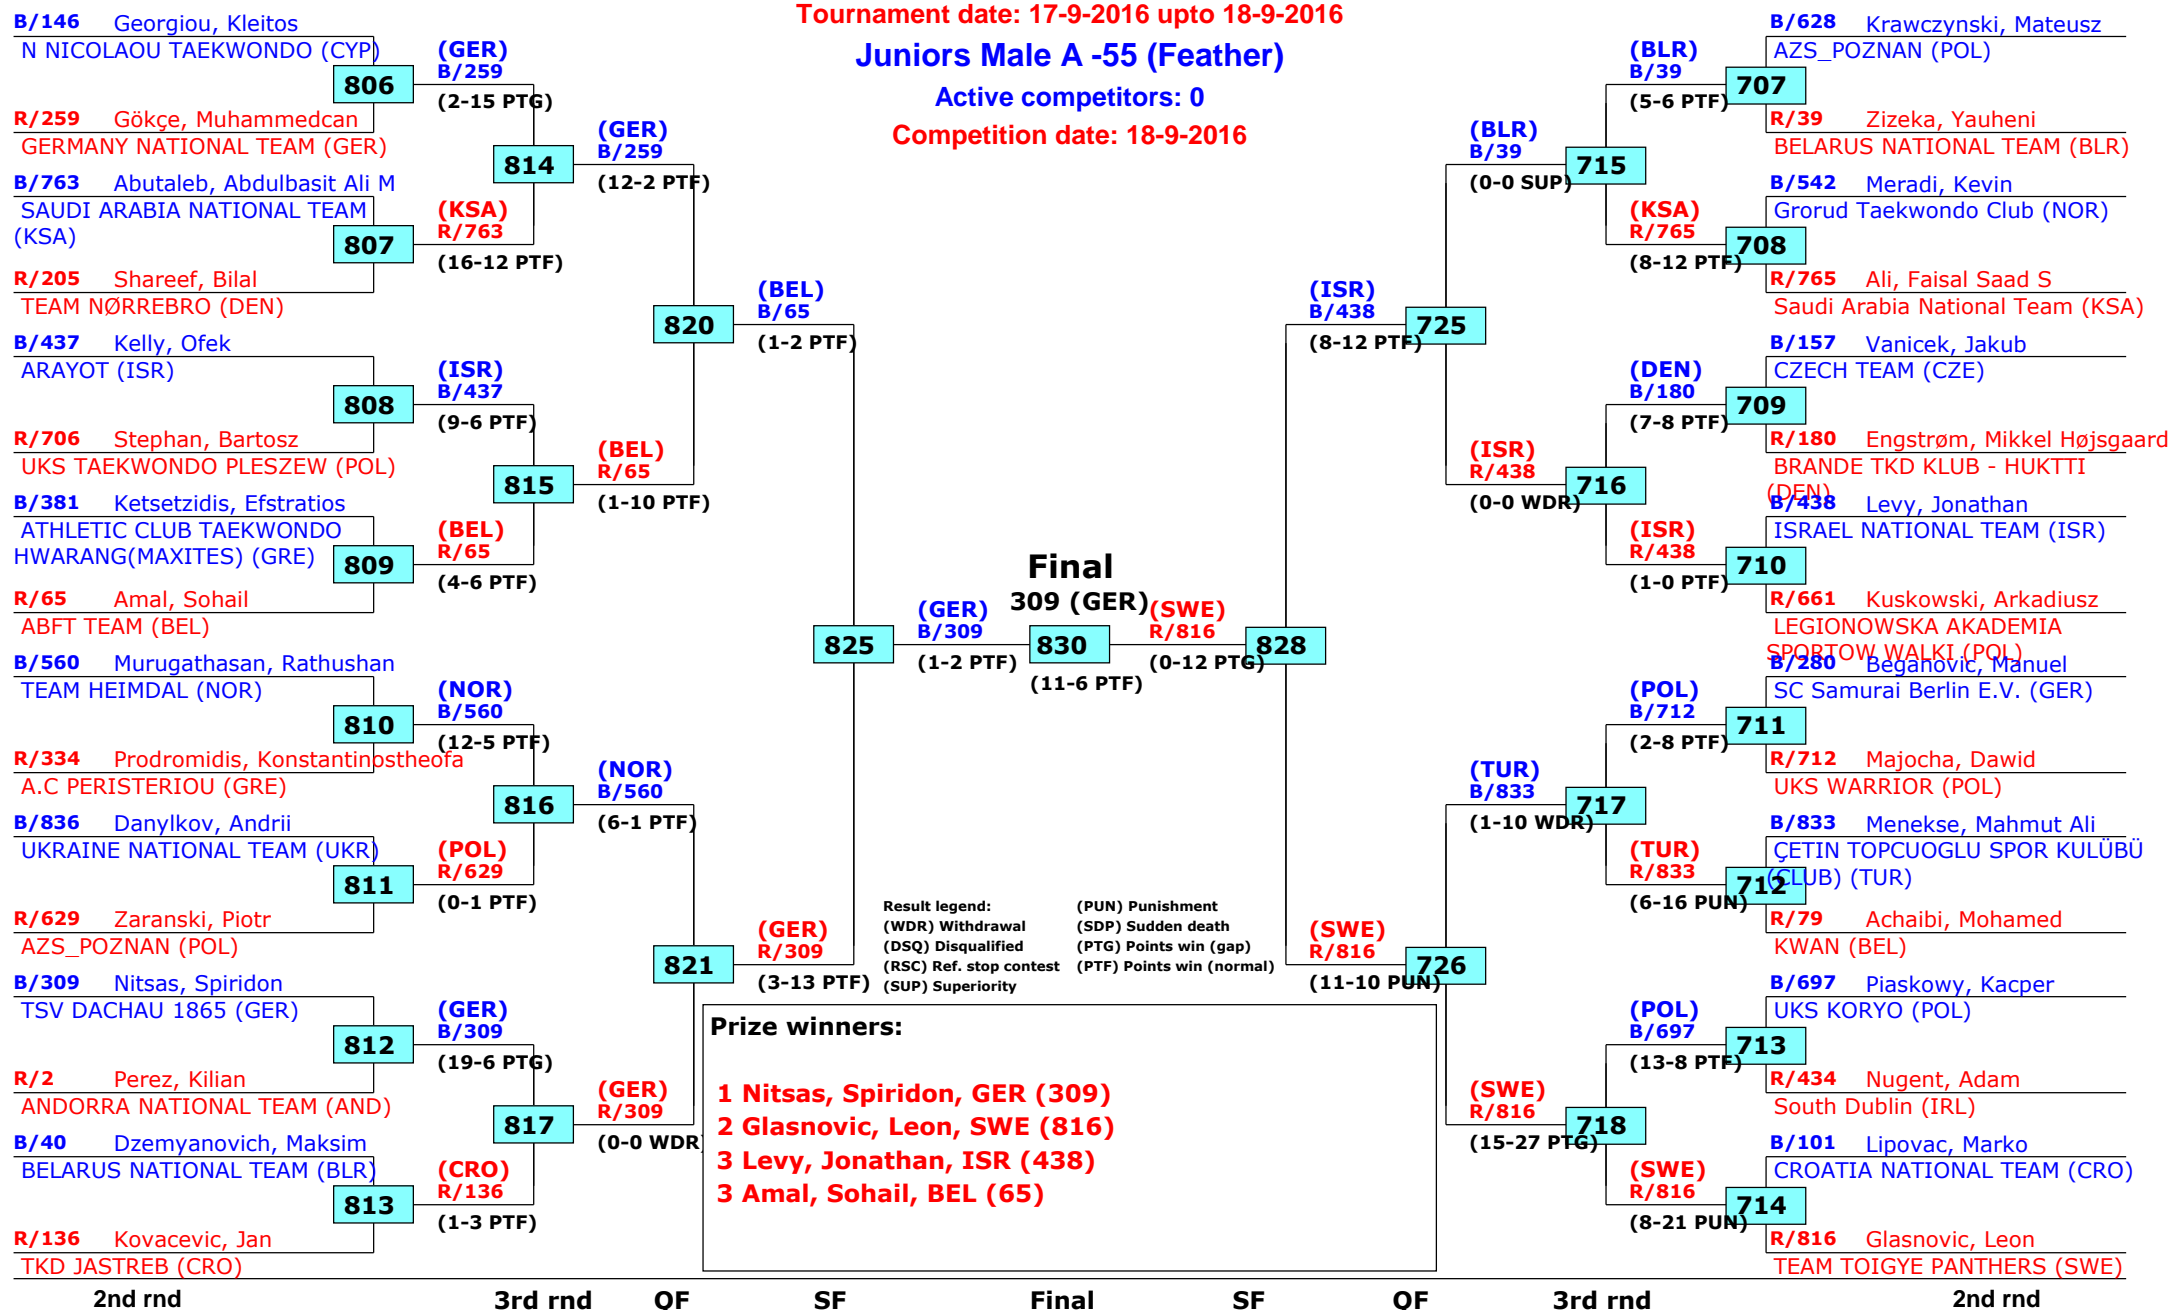 Tournament date: 17-9-2016 upto 18-9-2016
Juniors Male A -55 (Feather)
Active competitors: 0
Competition date: 18-9-2016
B/146 Georgiou, Kleitos
N NICOLAOU TAEKWONDO (CYP)
806
R/259 Gökçe, Muhammedcan
GERMANY NATIONAL TEAM (GER)
B/763 Abutaleb, Abdulbasit Ali M
SAUDI ARABIA NATIONAL TEAM
(KSA)
807
R/205 Shareef, Bilal
TEAM NØRREBRO (DEN)
B/437 Kelly, Ofek
ARAYOT (ISR)
808
R/706 Stephan, Bartosz
UKS TAEKWONDO PLESZEW (POL)
B/381 Ketsetzidis, Efstratios
ATHLETIC CLUB TAEKWONDO
HWARANG(MAXITES) (GRE)
809
R/65 Amal, Sohail
ABFT TEAM (BEL)
B/560 Murugathasan, Rathushan
TEAM HEIMDAL (NOR)
810
R/334 Prodromidis, Konstantinostheofa
A.C PERISTERIOU (GRE)
B/836 Danylkov, Andrii
UKRAINE NATIONAL TEAM (UKR)
811
R/629 Zaranski, Piotr
AZS_POZNAN (POL)
B/309 Nitsas, Spiridon
TSV DACHAU 1865 (GER)
812
R/2 Perez, Kilian
ANDORRA NATIONAL TEAM (AND)
B/40 Dzemyanovich, Maksim
BELARUS NATIONAL TEAM (BLR)
813
R/136 Kovacevic, Jan
TKD JASTREB (CRO)
(GER)
B/259
(2-15 PTG)
814
(KSA)
R/763
(16-12 PTF)
(ISR)
B/437
(9-6 PTF)
815
(BEL)
R/65
(4-6 PTF)
(NOR)
B/560
(12-5 PTF)
816
(POL)
R/629
(0-1 PTF)
(GER)
B/309
(19-6 PTG)
817
(CRO)
R/136
(1-3 PTF)
(GER)
B/259
(12-2 PTF)
820
(BEL)
R/65
(1-10 PTF)
(NOR)
B/560
(6-1 PTF)
821
(GER)
R/309
(0-0 WDR)
(BEL)
B/65
(1-2 PTF)
825
(GER)
R/309
(3-13 PTF)
(GER)
B/309
(1-2 PTF)
Final
309 (GER)
830
(11-6 PTF)
(SWE)
R/816
(0-12 PTG)
828
(ISR)
B/438
(8-12 PTF)
725
(SWE)
R/816
(11-10 PUN)
726
(BLR)
B/39
(0-0 SUP)
715
(ISR)
R/438
(0-0 WDR)
716
(TUR)
B/833
(1-10 WDR)
717
(SWE)
R/816
(15-27 PTG)
718
(BLR)
B/39
(5-6 PTF)
707
(KSA)
R/765
(8-12 PTF)
708
(DEN)
B/180
(7-8 PTF)
709
(ISR)
R/438
(1-0 PTF)
710
(POL)
B/712
(2-8 PTF)
711
(TUR)
R/833
(6-16 PUN)
712
(POL)
B/697
(13-8 PTF)
713
(SWE)
R/816
(8-21 PUN)
714
B/628 Krawczynski, Mateusz
AZS_POZNAN (POL)
R/39 Zizeka, Yauheni
BELARUS NATIONAL TEAM (BLR)
B/542 Meradi, Kevin
Grorud Taekwondo Club (NOR)
R/765 Ali, Faisal Saad S
Saudi Arabia National Team (KSA)
B/157 Vanicek, Jakub
CZECH TEAM (CZE)
R/180 Engstrøm, Mikkel Højsgaard
BRANDE TKD KLUB - HUKTTI
(DEN)
B/438 Levy, Jonathan
ISRAEL NATIONAL TEAM (ISR)
R/661 Kuskowski, Arkadiusz
LEGIONOWSKA AKADEMIA
SPORTOW WALKI (POL)
B/280 Beganovic, Manuel
SC Samurai Berlin E.V. (GER)
R/712 Majocha, Dawid
UKS WARRIOR (POL)
B/833 Menekse, Mahmut Ali
ÇETIN TOPCUOGLU SPOR KULÜBÜ
(CLUB) (TUR)
R/79 Achaibi, Mohamed
KWAN (BEL)
B/697 Piaskowy, Kacper
UKS KORYO (POL)
R/434 Nugent, Adam
South Dublin (IRL)
B/101 Lipovac, Marko
CROATIA NATIONAL TEAM (CRO)
R/816 Glasnovic, Leon
TEAM TOIGYE PANTHERS (SWE)
Result legend:
(WDR) Withdrawal
(DSQ) Disqualified
(RSC) Ref. stop contest
(SUP) Superiority
(PUN) Punishment
(SDP) Sudden death
(PTG) Points win (gap)
(PTF) Points win (normal)
Prize winners:
1 Nitsas, Spiridon, GER (309)
2 Glasnovic, Leon, SWE (816)
3 Levy, Jonathan, ISR (438)
3 Amal, Sohail, BEL (65)
2nd rnd 3rd rnd QF SF Final SF QF 3rd rnd 2nd rnd